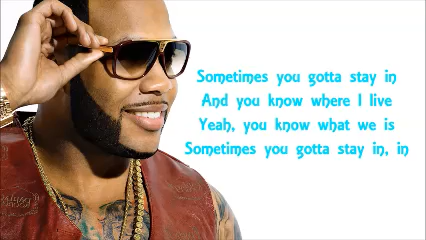 Sometimes you gotta stay in
And you know where I live
Yeah, you know what we is
Sometimes you gotta stay in, in